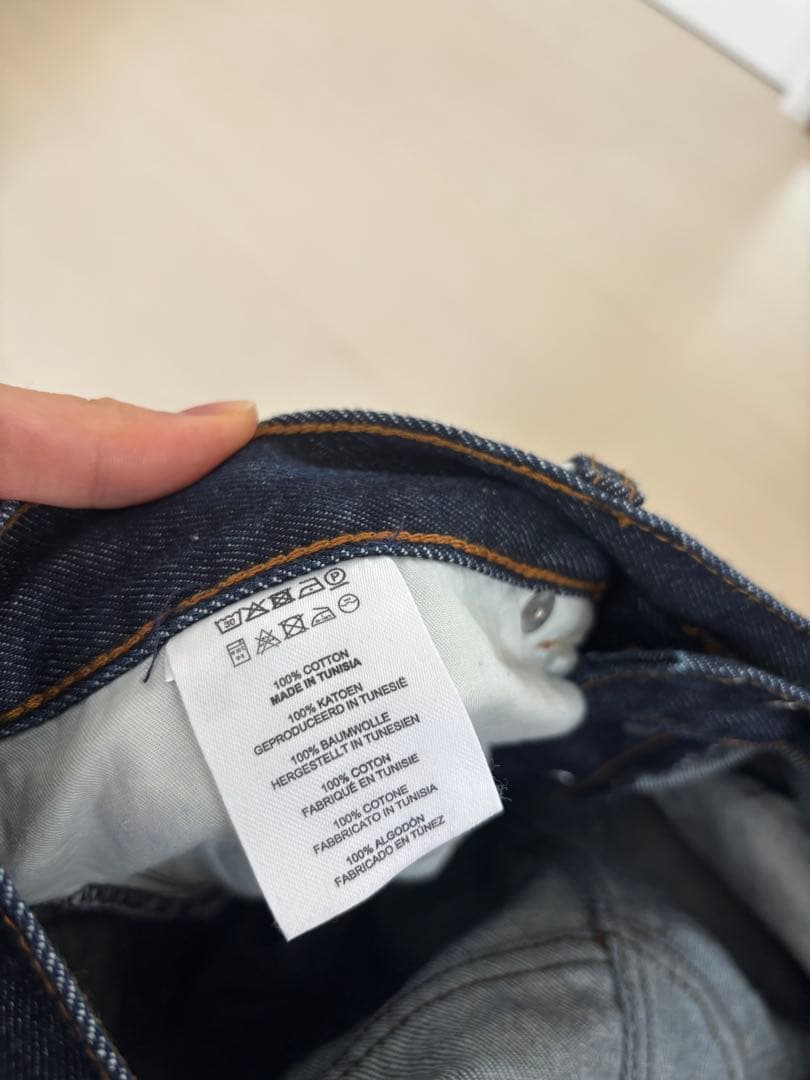 30
P
100% COTTON
MADE IN TUNISIA
100% KATOEN
GEPRODUCEERD IN TUNESIË
100% BAUMWOLLE
HERGESTELLT IN TUNESIEN
100% COTON
FABRIQUÉ EN TUNISIE
100% COTONE
FABBRICATO IN TUNISIA
100% ALGODÓN
FABRICADO EN TÚNEZ